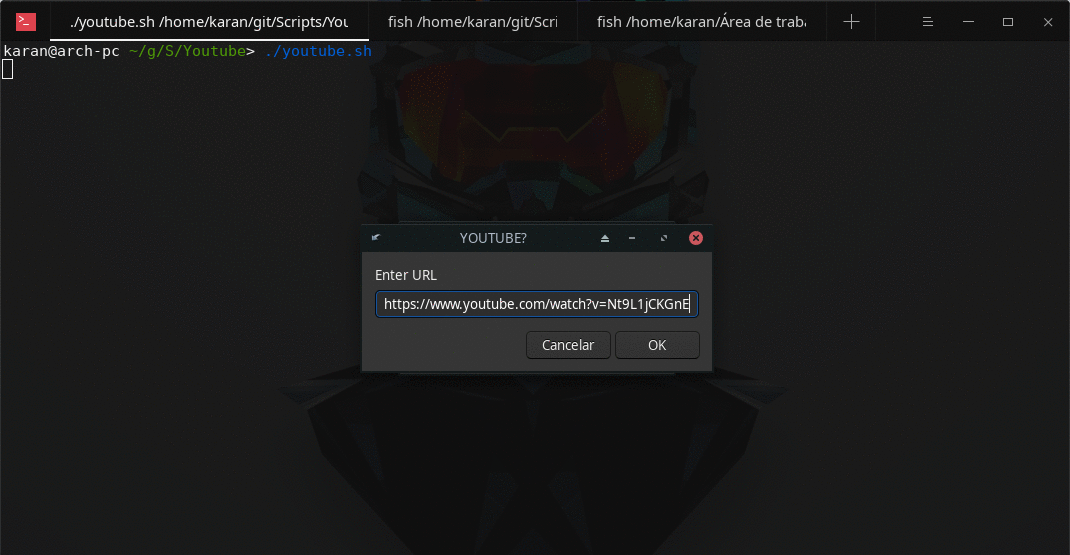 ./youtube.sh /home/karan/git/Scripts/You
fish /home/karan/git/Scri
fish /home/karan/Área de traba
karan@arch-pc ~/g/S/Youtube> ./youtube.sh
YOUTUBE?
Enter URL
https://www.youtube.com/watch?v=Nt9L1jCKGnE
Cancelar
OK